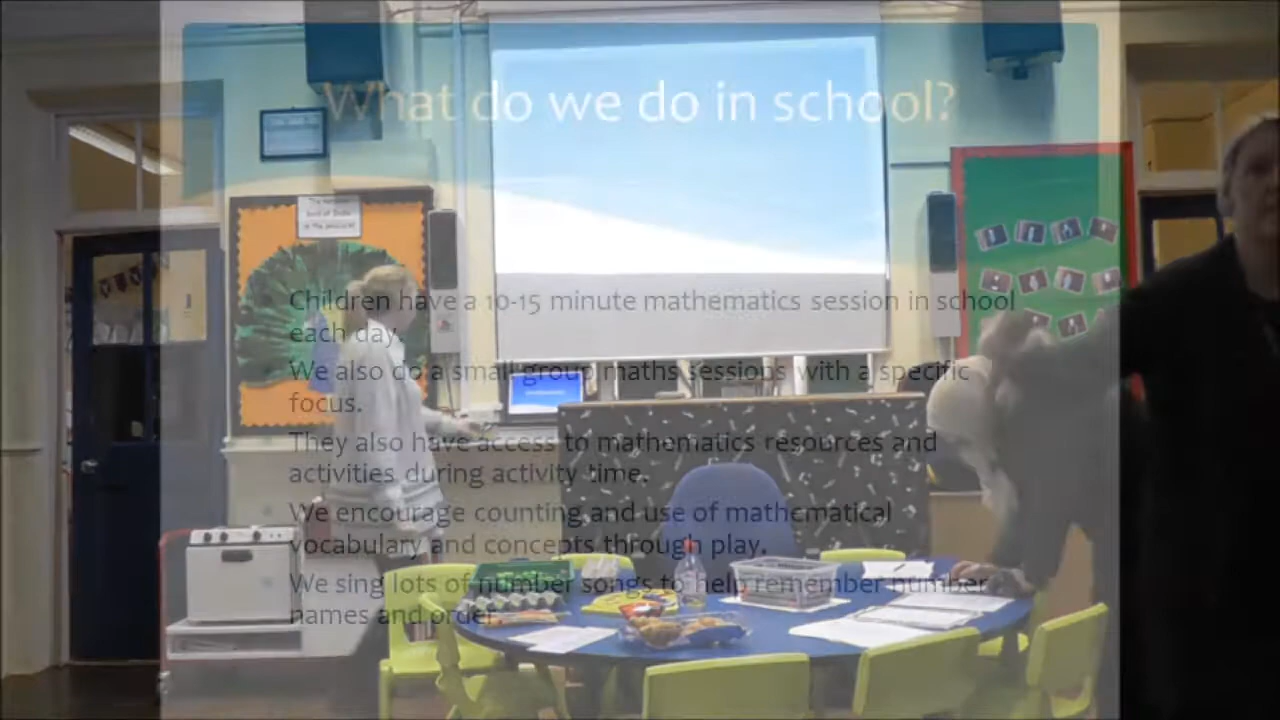 What do we do in school?
Children have a 10-15 minute mathematics session in school
each day.
We also do a small group maths sessions with a specific
focus.
They also have access to mathematics resources and
activities during activity time.
We encourage counting and use of mathematical
vocabulary and concepts through play.
We sing lots of number songs to help remember number
names and order